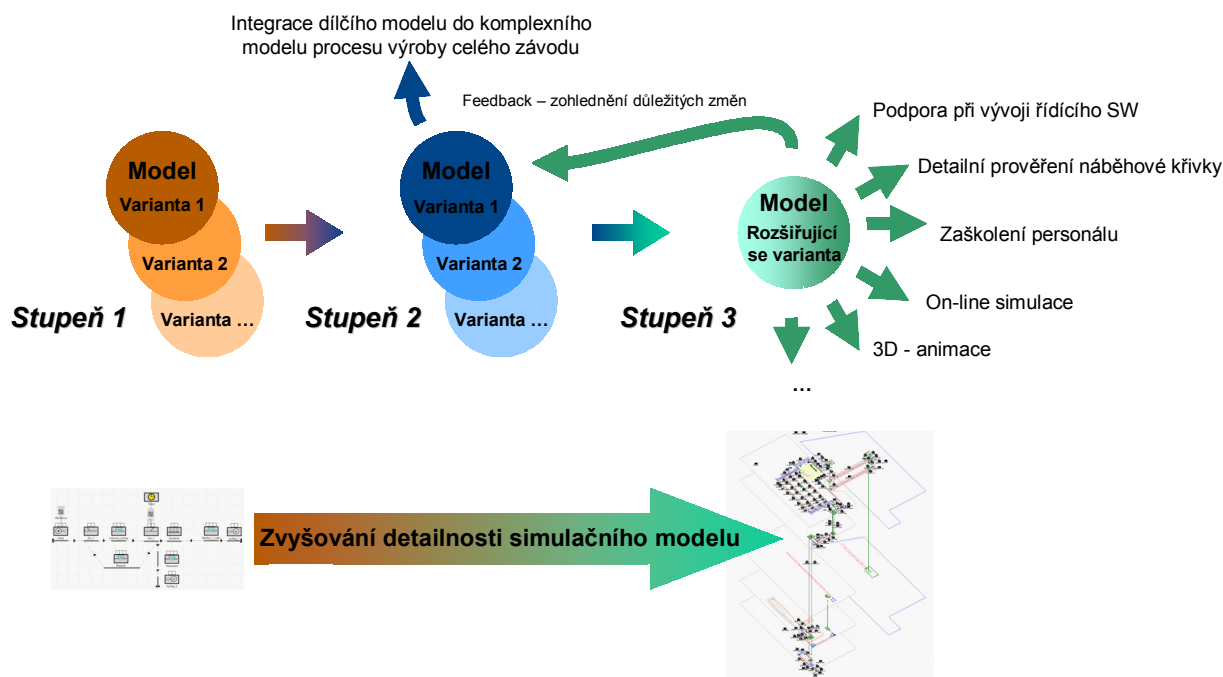 Integrace dílčího modelu do komplexního
modelu procesu výroby celého závodu
Feedback – zohlednění důležitých změn
Podpora při vývoji řídícího SW
Detailní prověření náběhové křivky
Zaškolení personálu
On-line simulace
3D - animace
…
Model
Varianta 1
Varianta 2
Varianta …
Stupeň 1
Model
Varianta 1
Varianta 2
Varianta …
Stupeň 2
Model
Rozšiřující
se varianta
Stupeň 3
Zvyšování detailnosti simulačního modelu